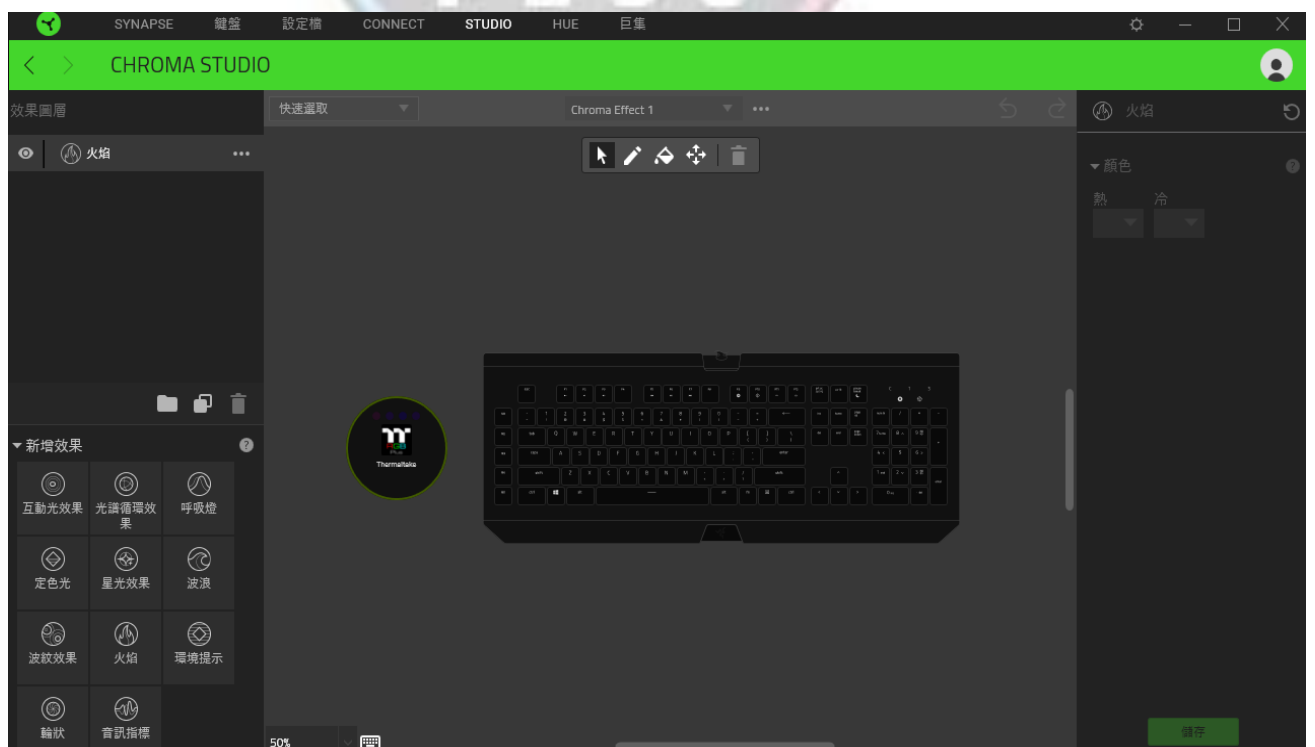 SYNAPSE 鍵盤 設定檔 CONNECT STUDIO HUE 巨集
CHROMA STUDIO
效果圖層
快速選取
Chroma Effect 1
火焰
火焰
顏色
熱 冷
RGB
Plus
Thermaltake
新增效果
互動光效果
光譜循環效果
呼吸燈
定色光
星光效果
波浪
波紋效果
火焰
環境提示
輪狀
音訊指標
50%
儲存